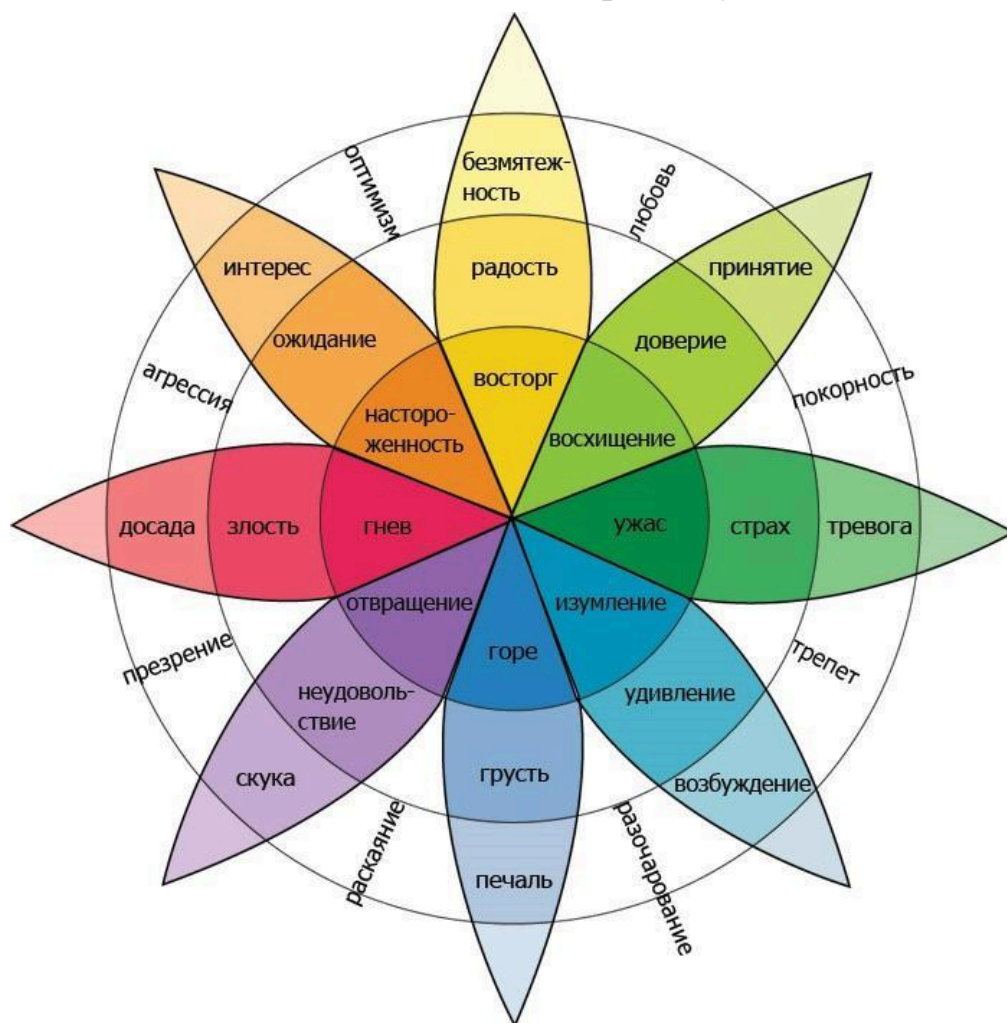 оптимизм
безмятеж-
ность
любовь
интерес
радость
принятие
ожидание
доверие
агрессия
восторг
покорность
насторо-
женность
восхищение
досада
злость
гнев
ужас
страх
тревога
отвращение
изумление
презрение
горе
трепет
неудоволь-
ствие
удивление
скука
грусть
возбуждение
раскаяние
печаль
разочарование